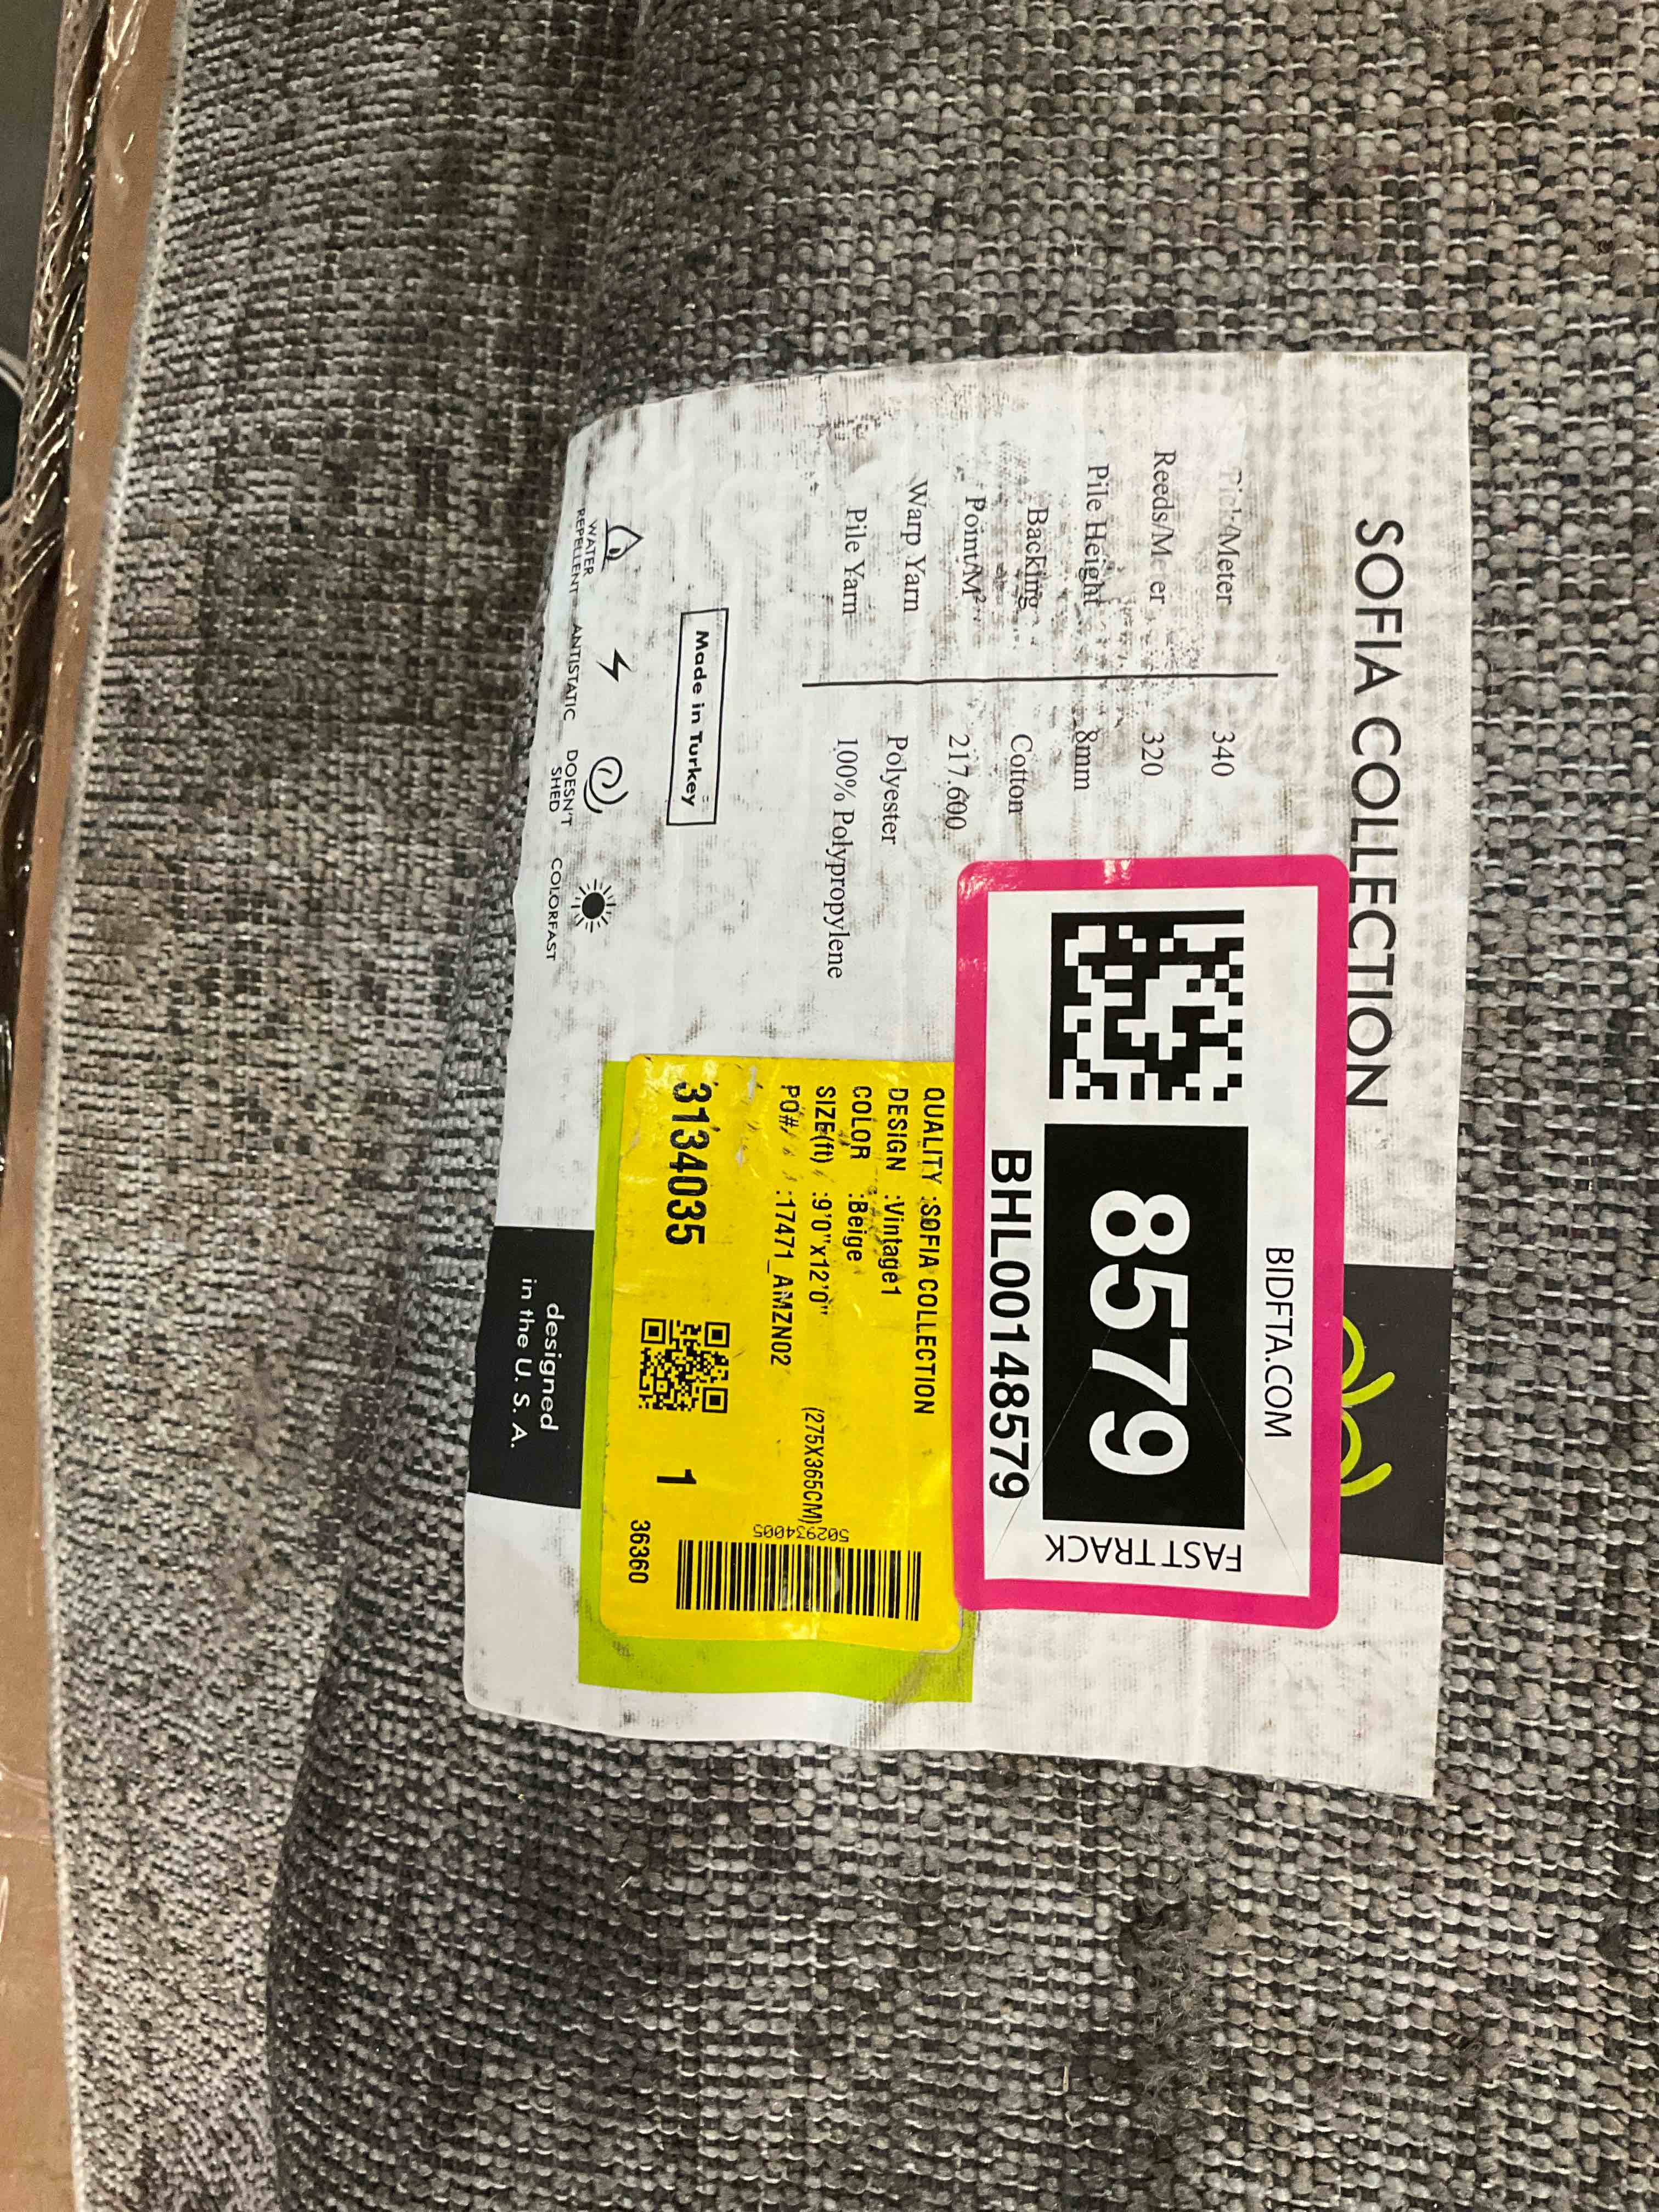 SOFIA COLLECTION
/Meter 340
Reeds/M er 320
Pile Height 8mm
Backing Cotton
Point/M² 217.600
Warp Yarn Polyester
Pile Yarn 100% Polypropylene
Made in Turkey
WATER
REPELLENT
ANTISTATIC
DOESN'T
SHED
COLORFAST
BIDFTA.COM
8579
FAST TRACK
BHL00148579
QUALITY :SOFIA COLLECTION
DESIGN :Vintage1
COLOR :Beige
SIZE(ft) :9'0"x12'0" (275X365CM)
PO# :17471_AMZN02
3134035 1 36360
502934005
designed
in the U. S. A.